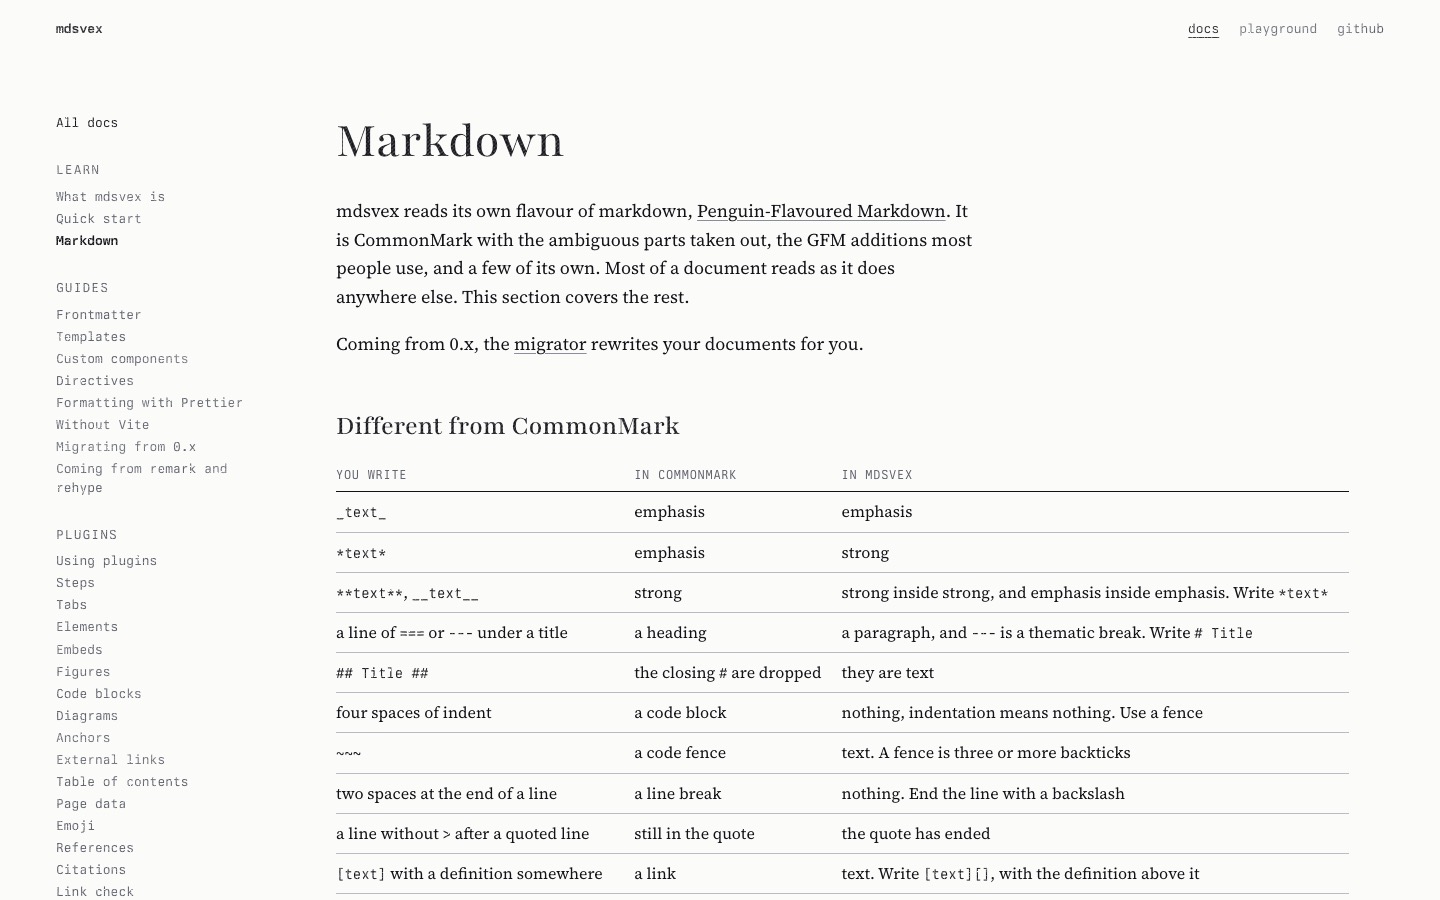 mdsvex
docs playground github
All docs
LEARN
What mdsvex is
Quick start
Markdown
GUIDES
Frontmatter
Templates
Custom components
Directives
Formatting with Prettier
Without Vite
Migrating from 0.x
Coming from remark and
rehype
PLUGINS
Using plugins
Steps
Tabs
Elements
Embeds
Figures
Code blocks
Diagrams
Anchors
External links
Table of contents
Page data
Emoji
References
Citations
Link check
Markdown
mdsvex reads its own flavour of markdown, Penguin-Flavoured Markdown. It
is CommonMark with the ambiguous parts taken out, the GFM additions most
people use, and a few of its own. Most of a document reads as it does
anywhere else. This section covers the rest.
Coming from 0.x, the migrator rewrites your documents for you.
Different from CommonMark
YOU WRITE IN COMMONMARK IN MDSVEX
_text_ emphasis emphasis
*text* emphasis strong
**text**, __text__ strong strong inside strong, and emphasis inside emphasis. Write *text*
a line of === or --- under a title a heading a paragraph, and --- is a thematic break. Write # Title
## Title ## the closing # are dropped they are text
four spaces of indent a code block nothing, indentation means nothing. Use a fence
~~~ a code fence text. A fence is three or more backticks
two spaces at the end of a line a line break nothing. End the line with a backslash
a line without > after a quoted line still in the quote the quote has ended
[text] with a definition somewhere a link text. Write [text][], with the definition above it